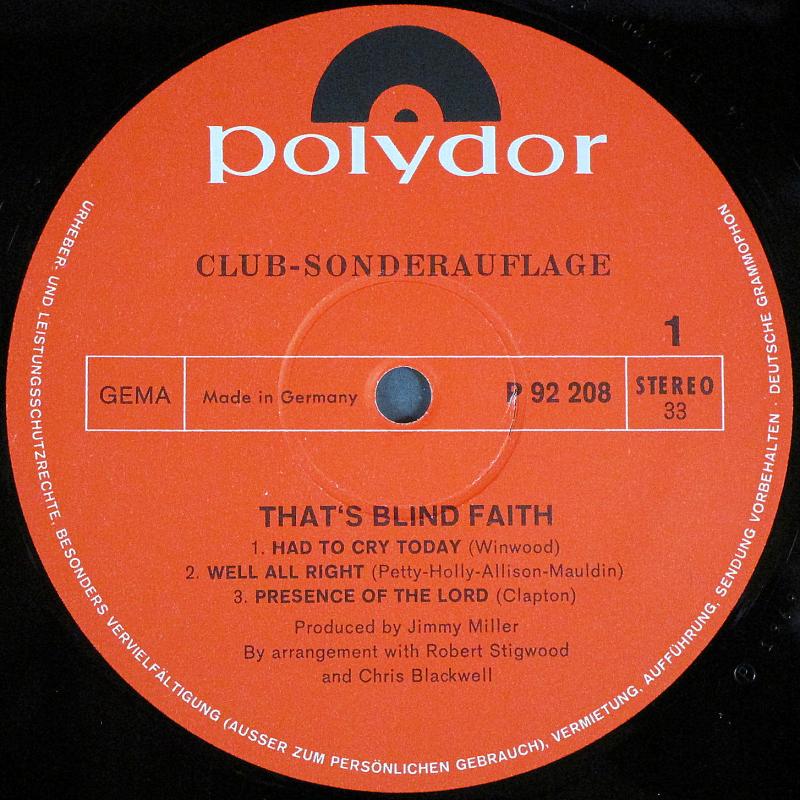 polydor
CLUB-SONDERAUFLAGE
1
GEMA
Made in Germany
P 92 208
STEREO
33
THAT'S BLIND FAITH
1. HAD TO CRY TODAY (Winwood)
2. WELL ALL RIGHT (Petty-Holly-Allison-Mauldin)
3. PRESENCE OF THE LORD (Clapton)
Produced by Jimmy Miller
By arrangement with Robert Stigwood
and Chris Blackwell
URHEBER- UND LEISTUNGSSCHUTZRECHTE, BESONDERS VERVIELFÄLTIGUNG (AUSSER ZUM PERSÖNLICHEN GEBRAUCH), VERMIETUNG, AUFFÜHRUNG, SENDUNG VORBEHALTEN DEUTSCHE GRAMMOPHON